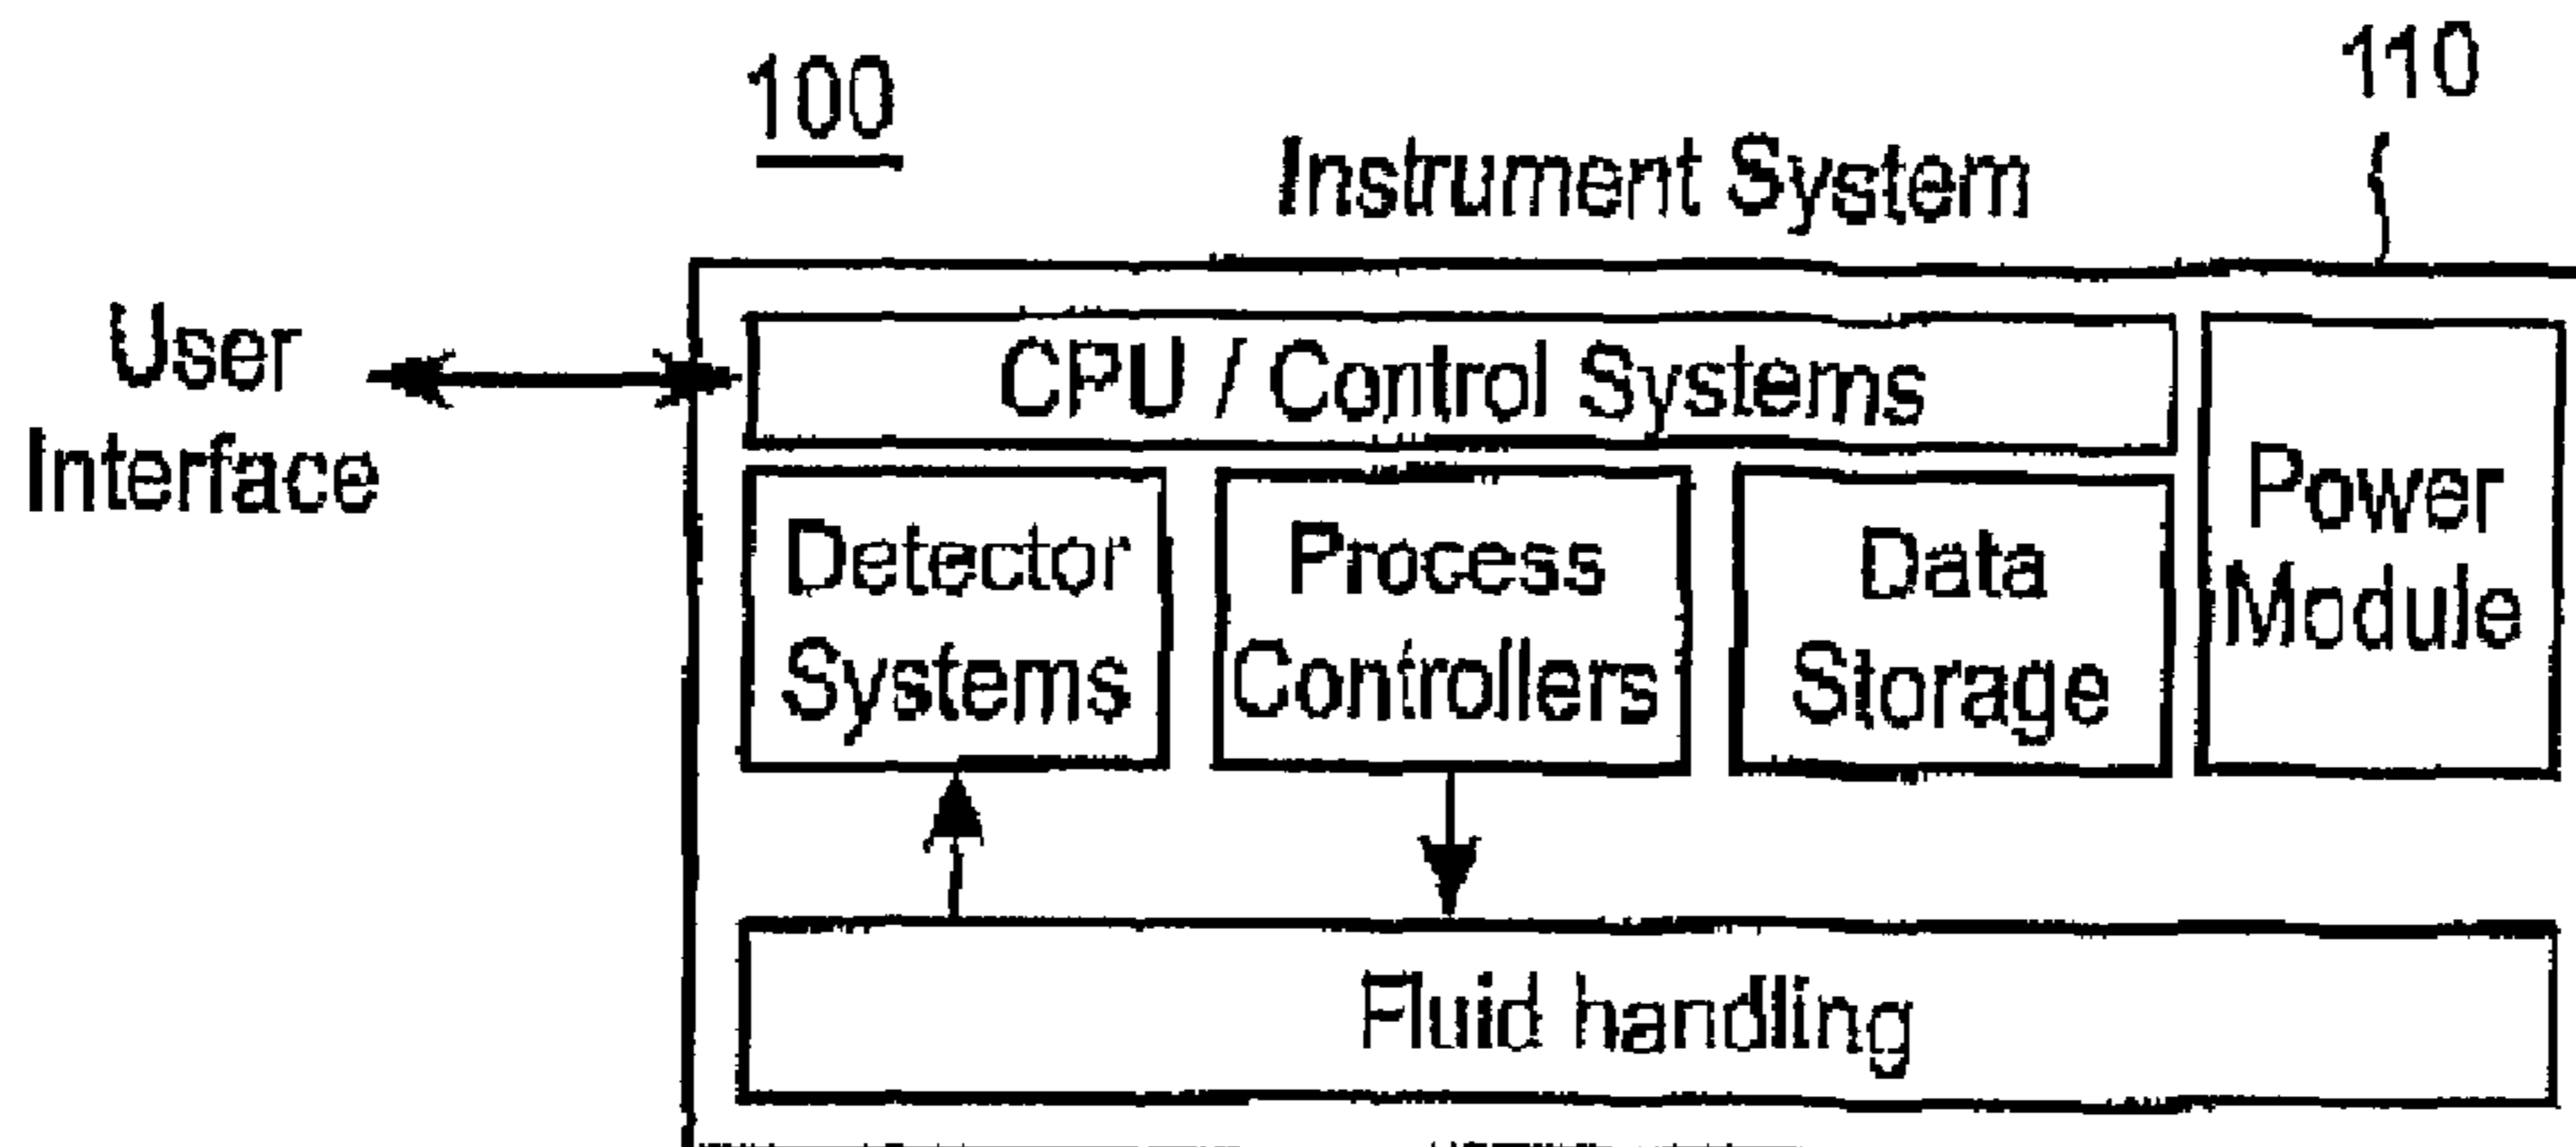 100
110
Instrument System
User
Interface
CPU / Control Systems
Detector
Systems
Process
Controllers
Data
Storage
Power
Module
Fluid handling